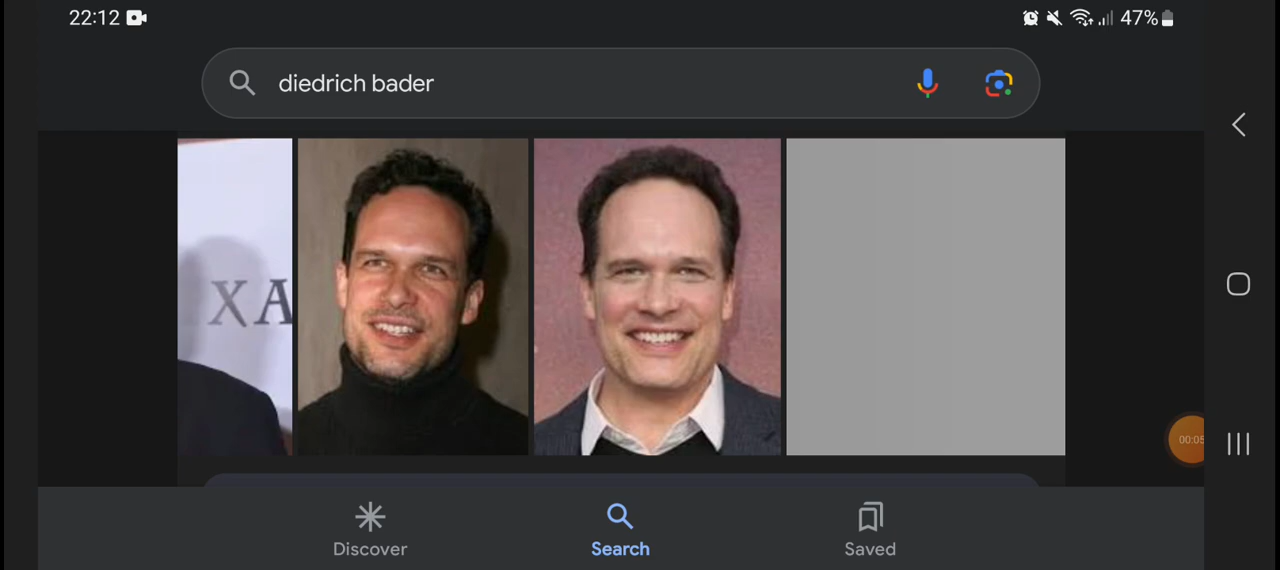 22:12
47%
diedrich bader
XA
00:05
Discover
Search
Saved